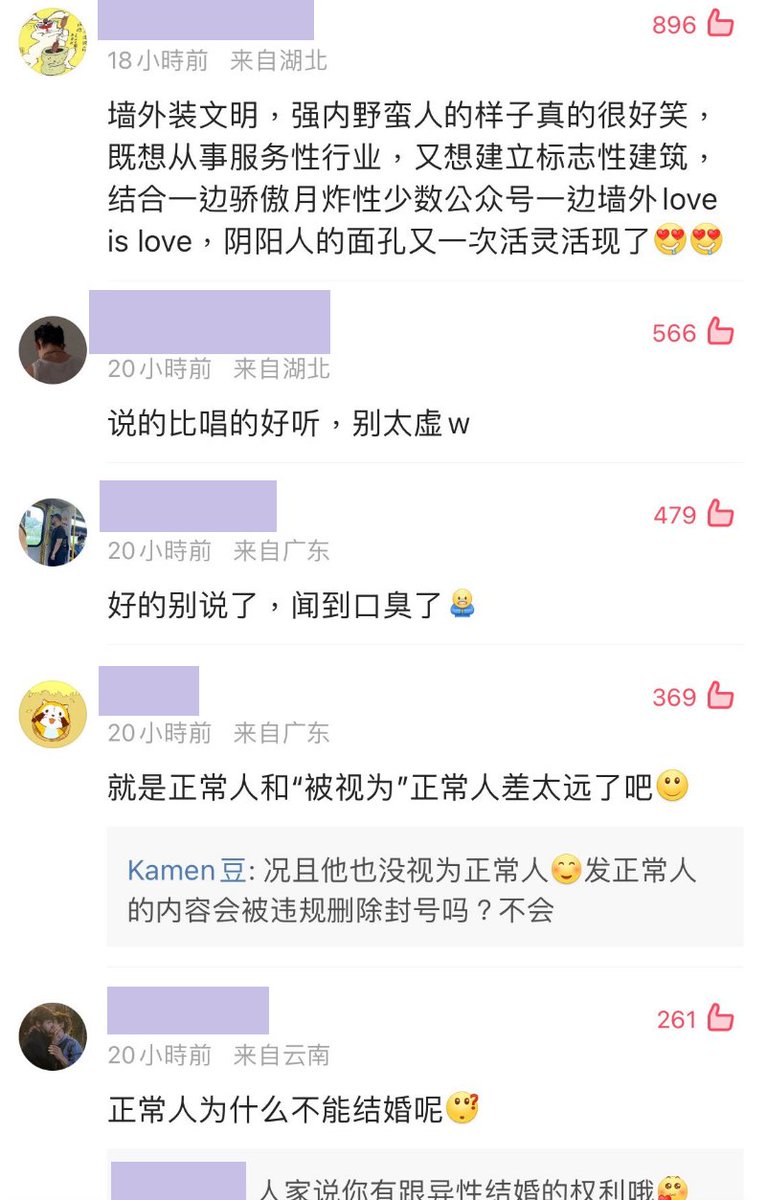 896
18小時前 来自湖北
墙外装文明，强内野蛮人的样子真的很好笑，
既想从事服务性行业，又想建立标志性建筑，
结合一边骄傲月炸性少数公众号一边墙外love
is love，阴阳人的面孔又一次活灵活现了
566
20小時前 来自湖北
说的比唱的好听，别太虚w
479
20小時前 来自广东
好的别说了，闻到口臭了
369
20小時前 来自广东
就是正常人和“被视为”正常人差太远了吧
Kamen豆: 况且他也没视为正常人发正常人
的内容会被违规删除封号吗？不会
261
20小時前 来自云南
正常人为什么不能结婚呢
人家说你有跟异性结婚的权利哦